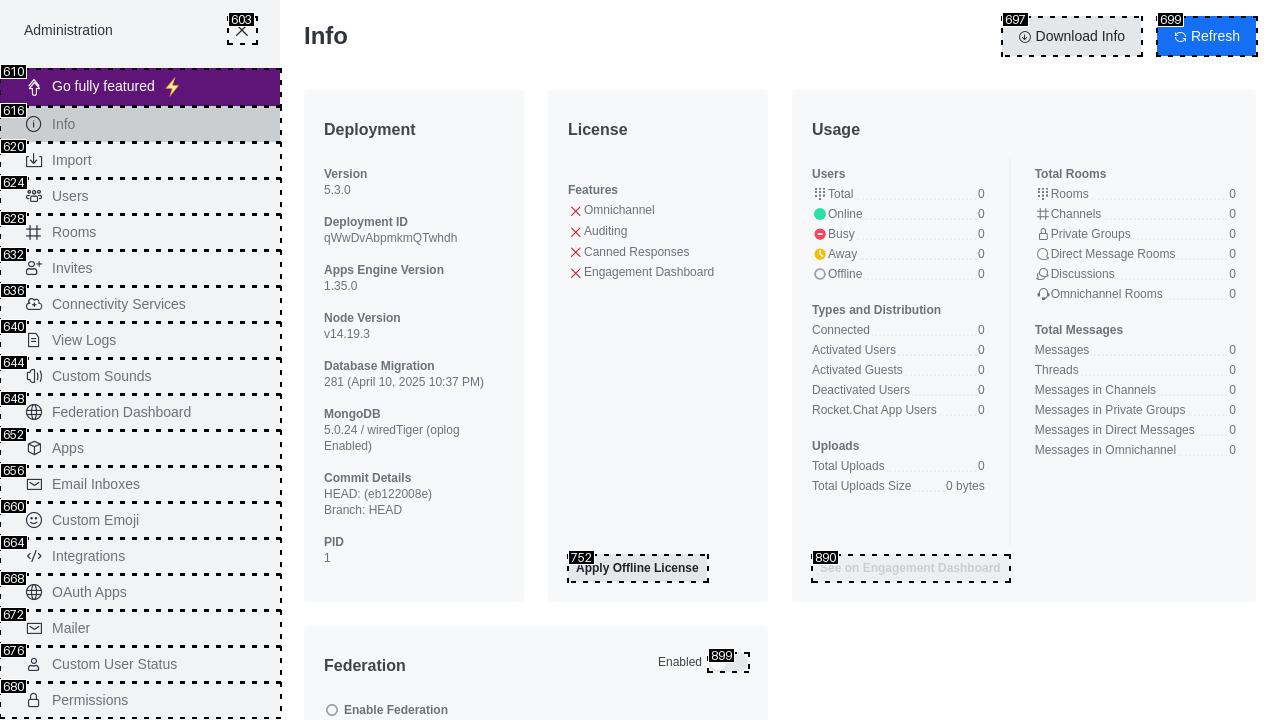 Administration
603
610
Go fully featured ⚡
616
Info
620
Import
624
Users
628
Rooms
632
Invites
636
Connectivity Services
640
View Logs
644
Custom Sounds
648
Federation Dashboard
652
Apps
656
Email Inboxes
660
Custom Emoji
664
Integrations
668
OAuth Apps
672
Mailer
676
Custom User Status
680
Permissions
Info
697
Download Info
699
Refresh
Deployment
Version
5.3.0
Deployment ID
qWwDvAbpmkmQTwhdh
Apps Engine Version
1.35.0
Node Version
v14.19.3
Database Migration
281 (April 10, 2025 10:37 PM)
MongoDB
5.0.24 / wiredTiger (oplog
Enabled)
Commit Details
HEAD: (eb122008e)
Branch: HEAD
PID
1
License
Features
Omnichannel
Auditing
Canned Responses
Engagement Dashboard
752
Apply Offline License
Usage
Users
Total 0
Online 0
Busy 0
Away 0
Offline 0
Types and Distribution
Connected 0
Activated Users 0
Activated Guests 0
Deactivated Users 0
Rocket.Chat App Users 0
Uploads
Total Uploads 0
Total Uploads Size 0 bytes
Total Rooms
Rooms 0
Channels 0
Private Groups 0
Direct Message Rooms 0
Discussions 0
Omnichannel Rooms 0
Total Messages
Messages 0
Threads 0
Messages in Channels 0
Messages in Private Groups 0
Messages in Direct Messages 0
Messages in Omnichannel 0
890
See on Engagement Dashboard
Federation
Enabled
899
Enable Federation